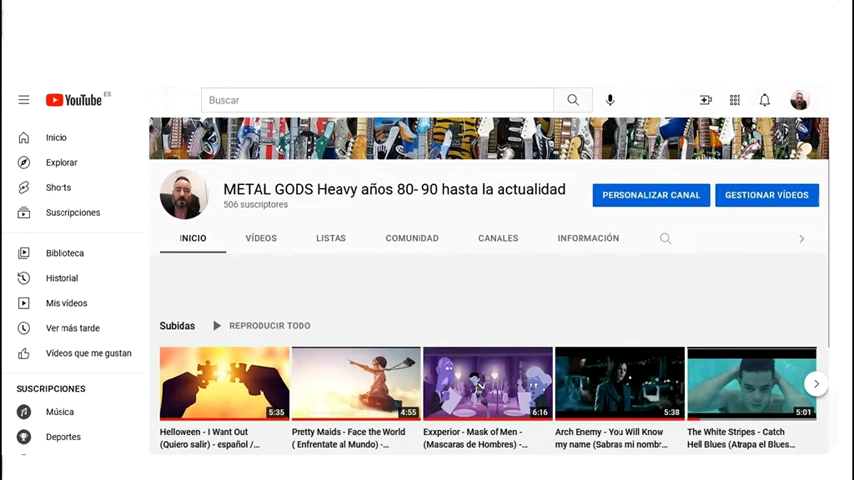 YouTube ES
Buscar
Inicio
Explorar
Shorts
Suscripciones
Biblioteca
Historial
Mis vídeos
Ver más tarde
Vídeos que me gustan
SUSCRIPCIONES
Música
Deportes
METAL GODS Heavy años 80- 90 hasta la actualidad
506 suscriptores
PERSONALIZAR CANAL
GESTIONAR VÍDEOS
INICIO
VÍDEOS
LISTAS
COMUNIDAD
CANALES
INFORMACIÓN
Subidas
REPRODUCIR TODO
5:35
Helloween - I Want Out
(Quiero salir) - español /...
4:55
Pretty Maids - Face the World
( Enfrentate al Mundo) -...
6:16
Exxperior - Mask of Men -
(Mascaras de Hombres) -...
5:38
Arch Enemy - You Will Know
my name (Sabras mi nombr...
5:01
The White Stripes - Catch
Hell Blues (Atrapa el Blues...